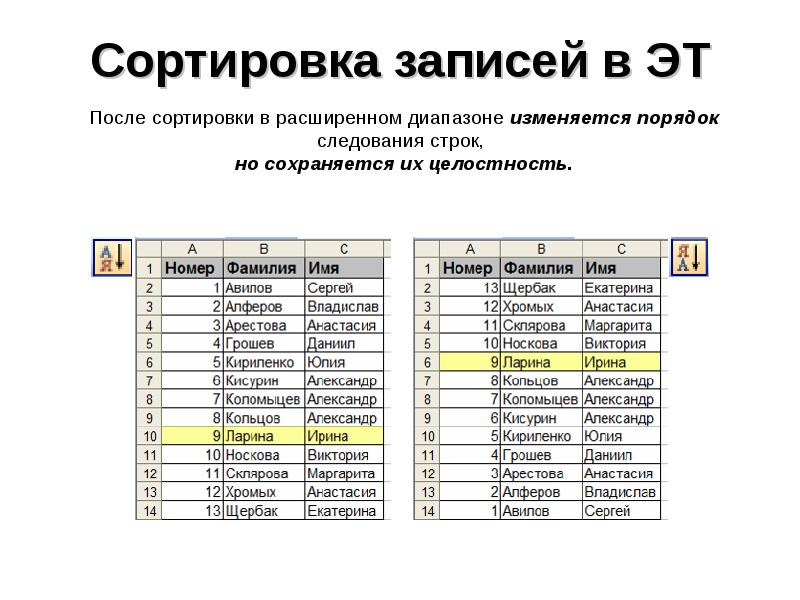 Сортировка записей в ЭТ
После сортировки в расширенном диапазоне изменяется порядок
следования строк,
но сохраняется их целостность.
А
Я
A B C
1 Номер Фамилия Имя
2 1 Авилов Сергей
3 2 Алферов Владислав
4 3 Арестова Анастасия
5 4 Грошев Даниил
6 5 Кириленко Юлия
7 6 Кисурин Александр
8 7 Коломыцев Александр
9 8 Кольцов Александр
10 9 Ларина Ирина
11 10 Носкова Виктория
12 11 Склярова Маргарита
13 12 Хромых Анастасия
14 13 Щербак Екатерина
A B C
1 Номер Фамилия Имя
2 13 Щербак Екатерина
3 12 Хромых Анастасия
4 11 Склярова Маргарита
5 10 Носкова Виктория
6 9 Ларина Ирина
7 8 Кольцов Александр
8 7 Коломыцев Александр
9 6 Кисурин Александр
10 5 Кириленко Юлия
11 4 Грошев Даниил
12 3 Арестова Анастасия
13 2 Алферов Владислав
14 1 Авилов Сергей
Я
А